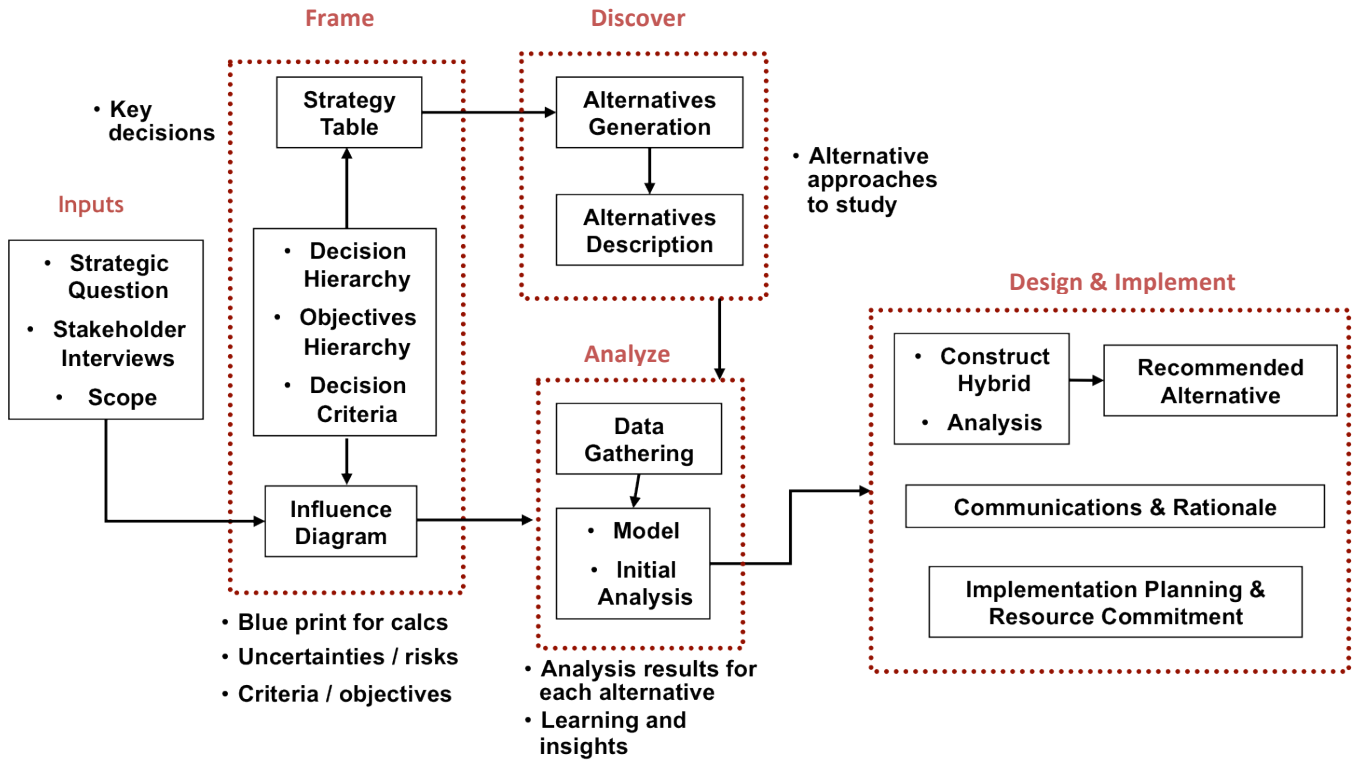 Frame
Discover
• Key
decisions
Strategy
Table
Alternatives
Generation
• Alternative
approaches
to study
Alternatives
Description
Inputs
• Strategic
Question
• Stakeholder
Interviews
• Scope
• Decision
Hierarchy
• Objectives
Hierarchy
• Decision
Criteria
Influence
Diagram
• Blue print for calcs
• Uncertainties / risks
• Criteria / objectives
Analyze
Data
Gathering
• Model
• Initial
Analysis
• Analysis results for
each alternative
• Learning and
insights
Design & Implement
• Construct
Hybrid
• Analysis
Recommended
Alternative
Communications & Rationale
Implementation Planning &
Resource Commitment